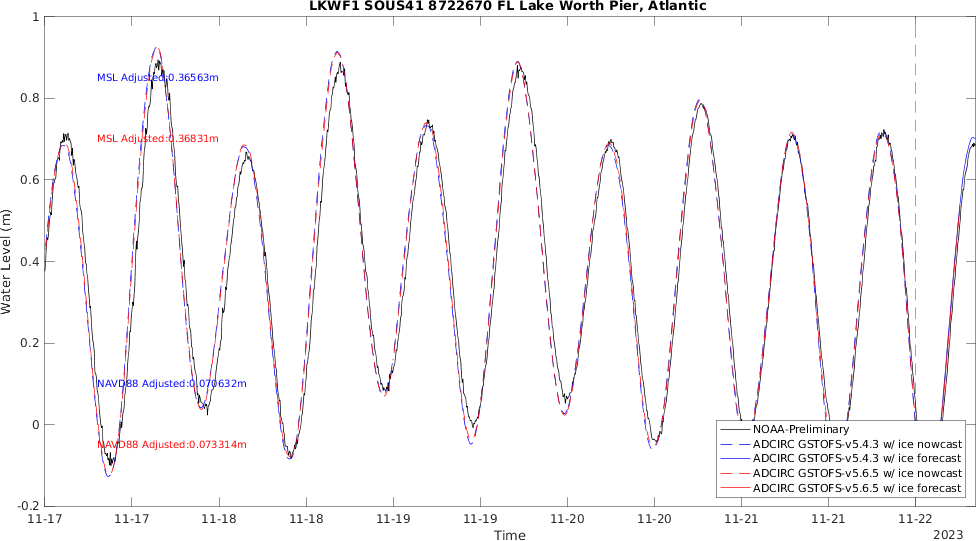 LKWF1 SOUS41 8722670 FL Lake Worth Pier, Atlantic
1
0.8
0.6
0.4
0.2
0
-0.2
Water Level (m)
MSL Adjusted:0.36563m
MSL Adjusted:0.36831m
NAVD88 Adjusted:0.070632m
NAVD88 Adjusted:0.073314m
NOAA-Preliminary
ADCIRC GSTOFS-v5.4.3 w/ ice nowcast
ADCIRC GSTOFS-v5.4.3 w/ ice forecast
ADCIRC GSTOFS-v5.6.5 w/ ice nowcast
ADCIRC GSTOFS-v5.6.5 w/ ice forecast
11-17 11-17 11-18 11-18 11-19 11-19 11-20 11-20 11-21 11-21 11-22
Time
2023